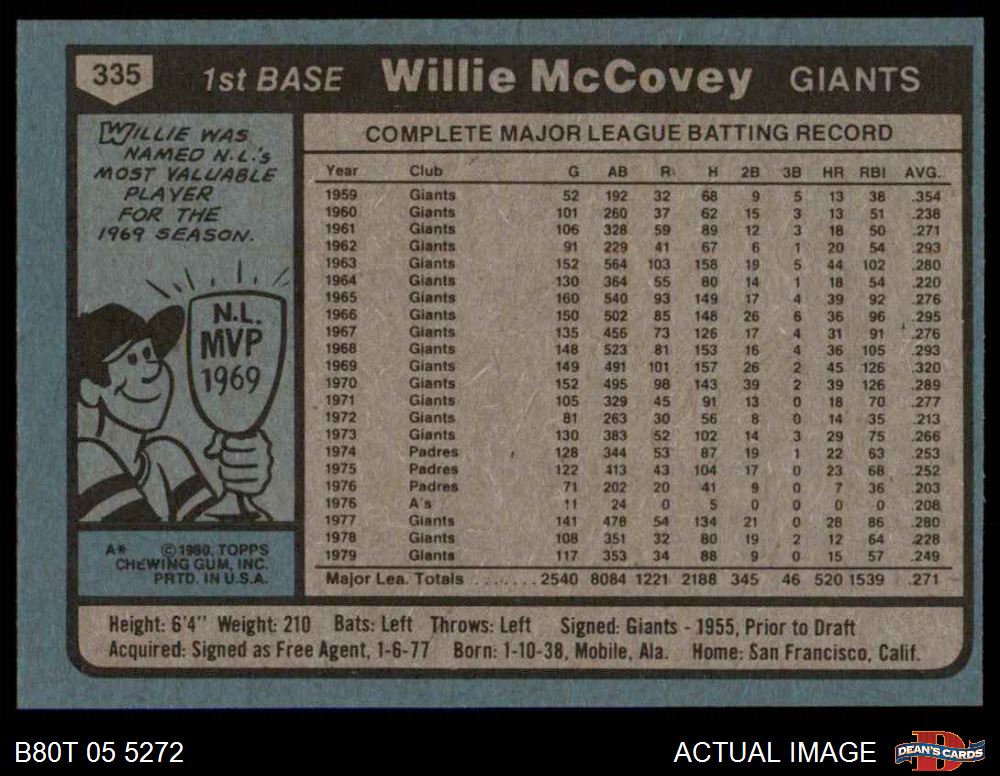 335 1st BASE Willie McCovey GIANTS
WILLIE WAS
NAMED N.L.'s
MOST VALUABLE
PLAYER
FOR THE
1969 SEASON.
N.L.
MVP
1969
A* ©1980, TOPPS
CHEWING GUM, INC.
PRTD. IN U.S.A.
COMPLETE MAJOR LEAGUE BATTING RECORD
Year Club G AB R H 2B 3B HR RBI AVG.
1959 Giants 52 192 32 68 9 5 13 38 .354
1960 Giants 101 260 37 62 15 3 13 51 .238
1961 Giants 106 328 59 89 12 3 18 50 .271
1962 Giants 91 229 41 67 6 1 20 54 .293
1963 Giants 152 564 103 158 19 5 44 102 .280
1964 Giants 130 364 55 80 14 1 18 54 .220
1965 Giants 160 540 93 149 17 4 39 92 .276
1966 Giants 150 502 85 148 26 6 36 96 .295
1967 Giants 135 456 73 126 17 4 31 91 .276
1968 Giants 148 523 81 153 16 4 36 105 .293
1969 Giants 149 491 101 157 26 2 45 126 .320
1970 Giants 152 495 98 143 39 2 39 126 .289
1971 Giants 105 329 45 91 13 0 18 70 .277
1972 Giants 81 263 30 56 8 0 14 35 .213
1973 Giants 130 383 52 102 14 3 29 75 .266
1974 Padres 128 344 53 87 19 1 22 63 .253
1975 Padres 122 413 43 104 17 0 23 68 .252
1976 Padres 71 202 20 41 9 0 7 36 .203
1976 A's 11 24 0 5 0 0 0 0 .208
1977 Giants 141 478 54 134 21 0 28 86 .280
1978 Giants 108 351 32 80 19 2 12 64 .228
1979 Giants 117 353 34 88 9 0 15 57 .249
Major Lea. Totals ....... 2540 8084 1221 2188 345 46 520 1539 .271
Height: 6'4" Weight: 210 Bats: Left Throws: Left Signed: Giants - 1955, Prior to Draft
Acquired: Signed as Free Agent, 1-6-77 Born: 1-10-38, Mobile, Ala. Home: San Francisco, Calif.
B80T 05 5272 ACTUAL IMAGE DEAN'S CARDS